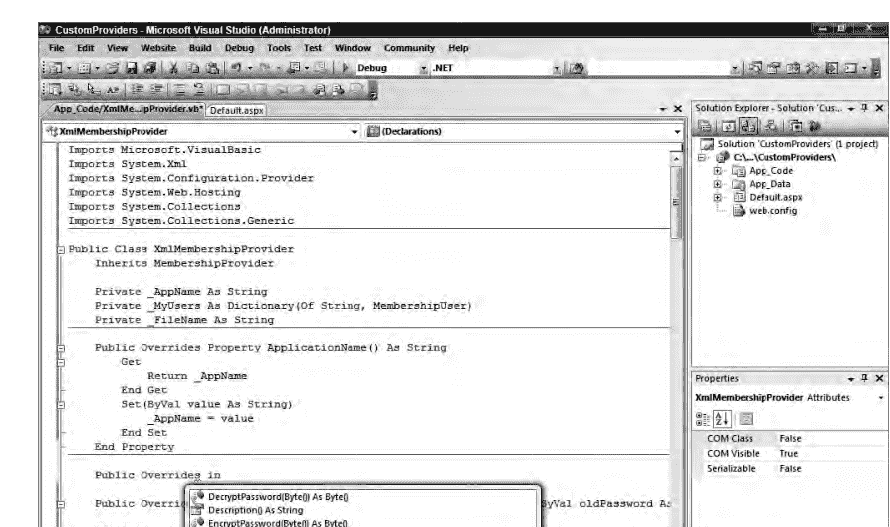 CustomProviders - Microsoft Visual Studio (Administrator)
File Edit View Website Build Debug Tools Test Window Community Help
Debug .NET
App_Code/XmlMe...pProvider.vb* Default.aspx
XmlMembershipProvider (Declarations)
Imports Microsoft.VisualBasic
Imports System.Xml
Imports System.Configuration.Provider
Imports System.Web.Hosting
Imports System.Collections
Imports System.Collections.Generic
Public Class XmlMembershipProvider
Inherits MembershipProvider
Private _AppName As String
Private _MyUsers As Dictionary(Of String, MembershipUser)
Private _FileName As String
Public Overrides Property ApplicationName() As String
Get
Return _AppName
End Get
Set(ByVal value As String)
_AppName = value
End Set
End Property
Public Overrides in
Public Overri
DecryptPassword(Byte()) As Byte()
Description() As String
EncryptPassword(Byte()) As Byte()
ByVal oldPassword As
Solution Explorer - Solution 'Cus...
Solution 'CustomProviders' (1 project)
C:\...\CustomProviders\
App_Code
App_Data
Default.aspx
web.config
Properties
XmlMembershipProvider Attributes
COM Class False
COM Visible True
Serializable False